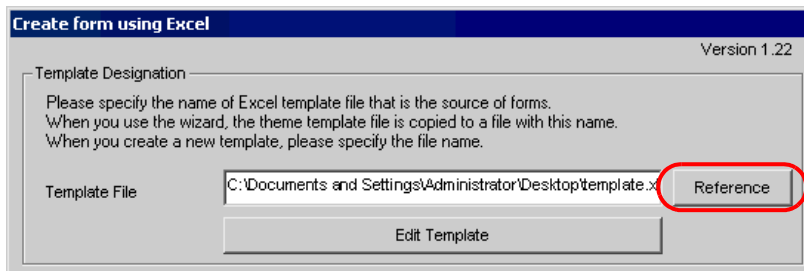 Create form using Excel
Version 1.22
Template Designation
Please specify the name of Excel template file that is the source of forms.
When you use the wizard, the theme template file is copied to a file with this name.
When you create a new template, please specify the file name.
Template File
C:\Documents and Settings\Administrator\Desktop\template.x
Reference
Edit Template